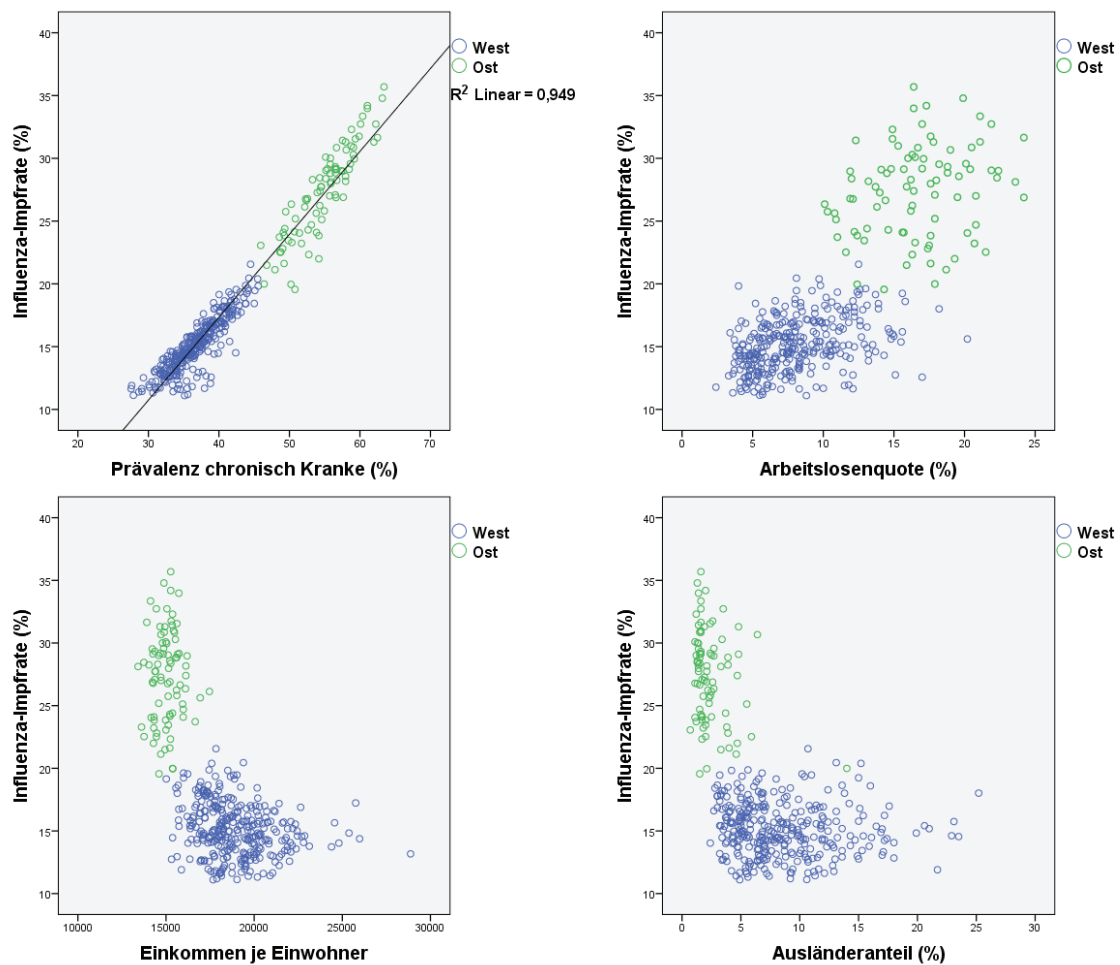 40
35
30
25
20
15
10
Influenza-Impfrate (%)
20 30 40 50 60 70
Prävalenz chronisch Kranke (%)
West
Ost
R² Linear = 0,949
40
35
30
25
20
15
10
Influenza-Impfrate (%)
0 5 10 15 20 25
Arbeitslosenquote (%)
West
Ost
40
35
30
25
20
15
10
Influenza-Impfrate (%)
10000 15000 20000 25000 30000
Einkommen je Einwohner
West
Ost
40
35
30
25
20
15
10
Influenza-Impfrate (%)
0 5 10 15 20 25 30
Ausländeranteil (%)
West
Ost